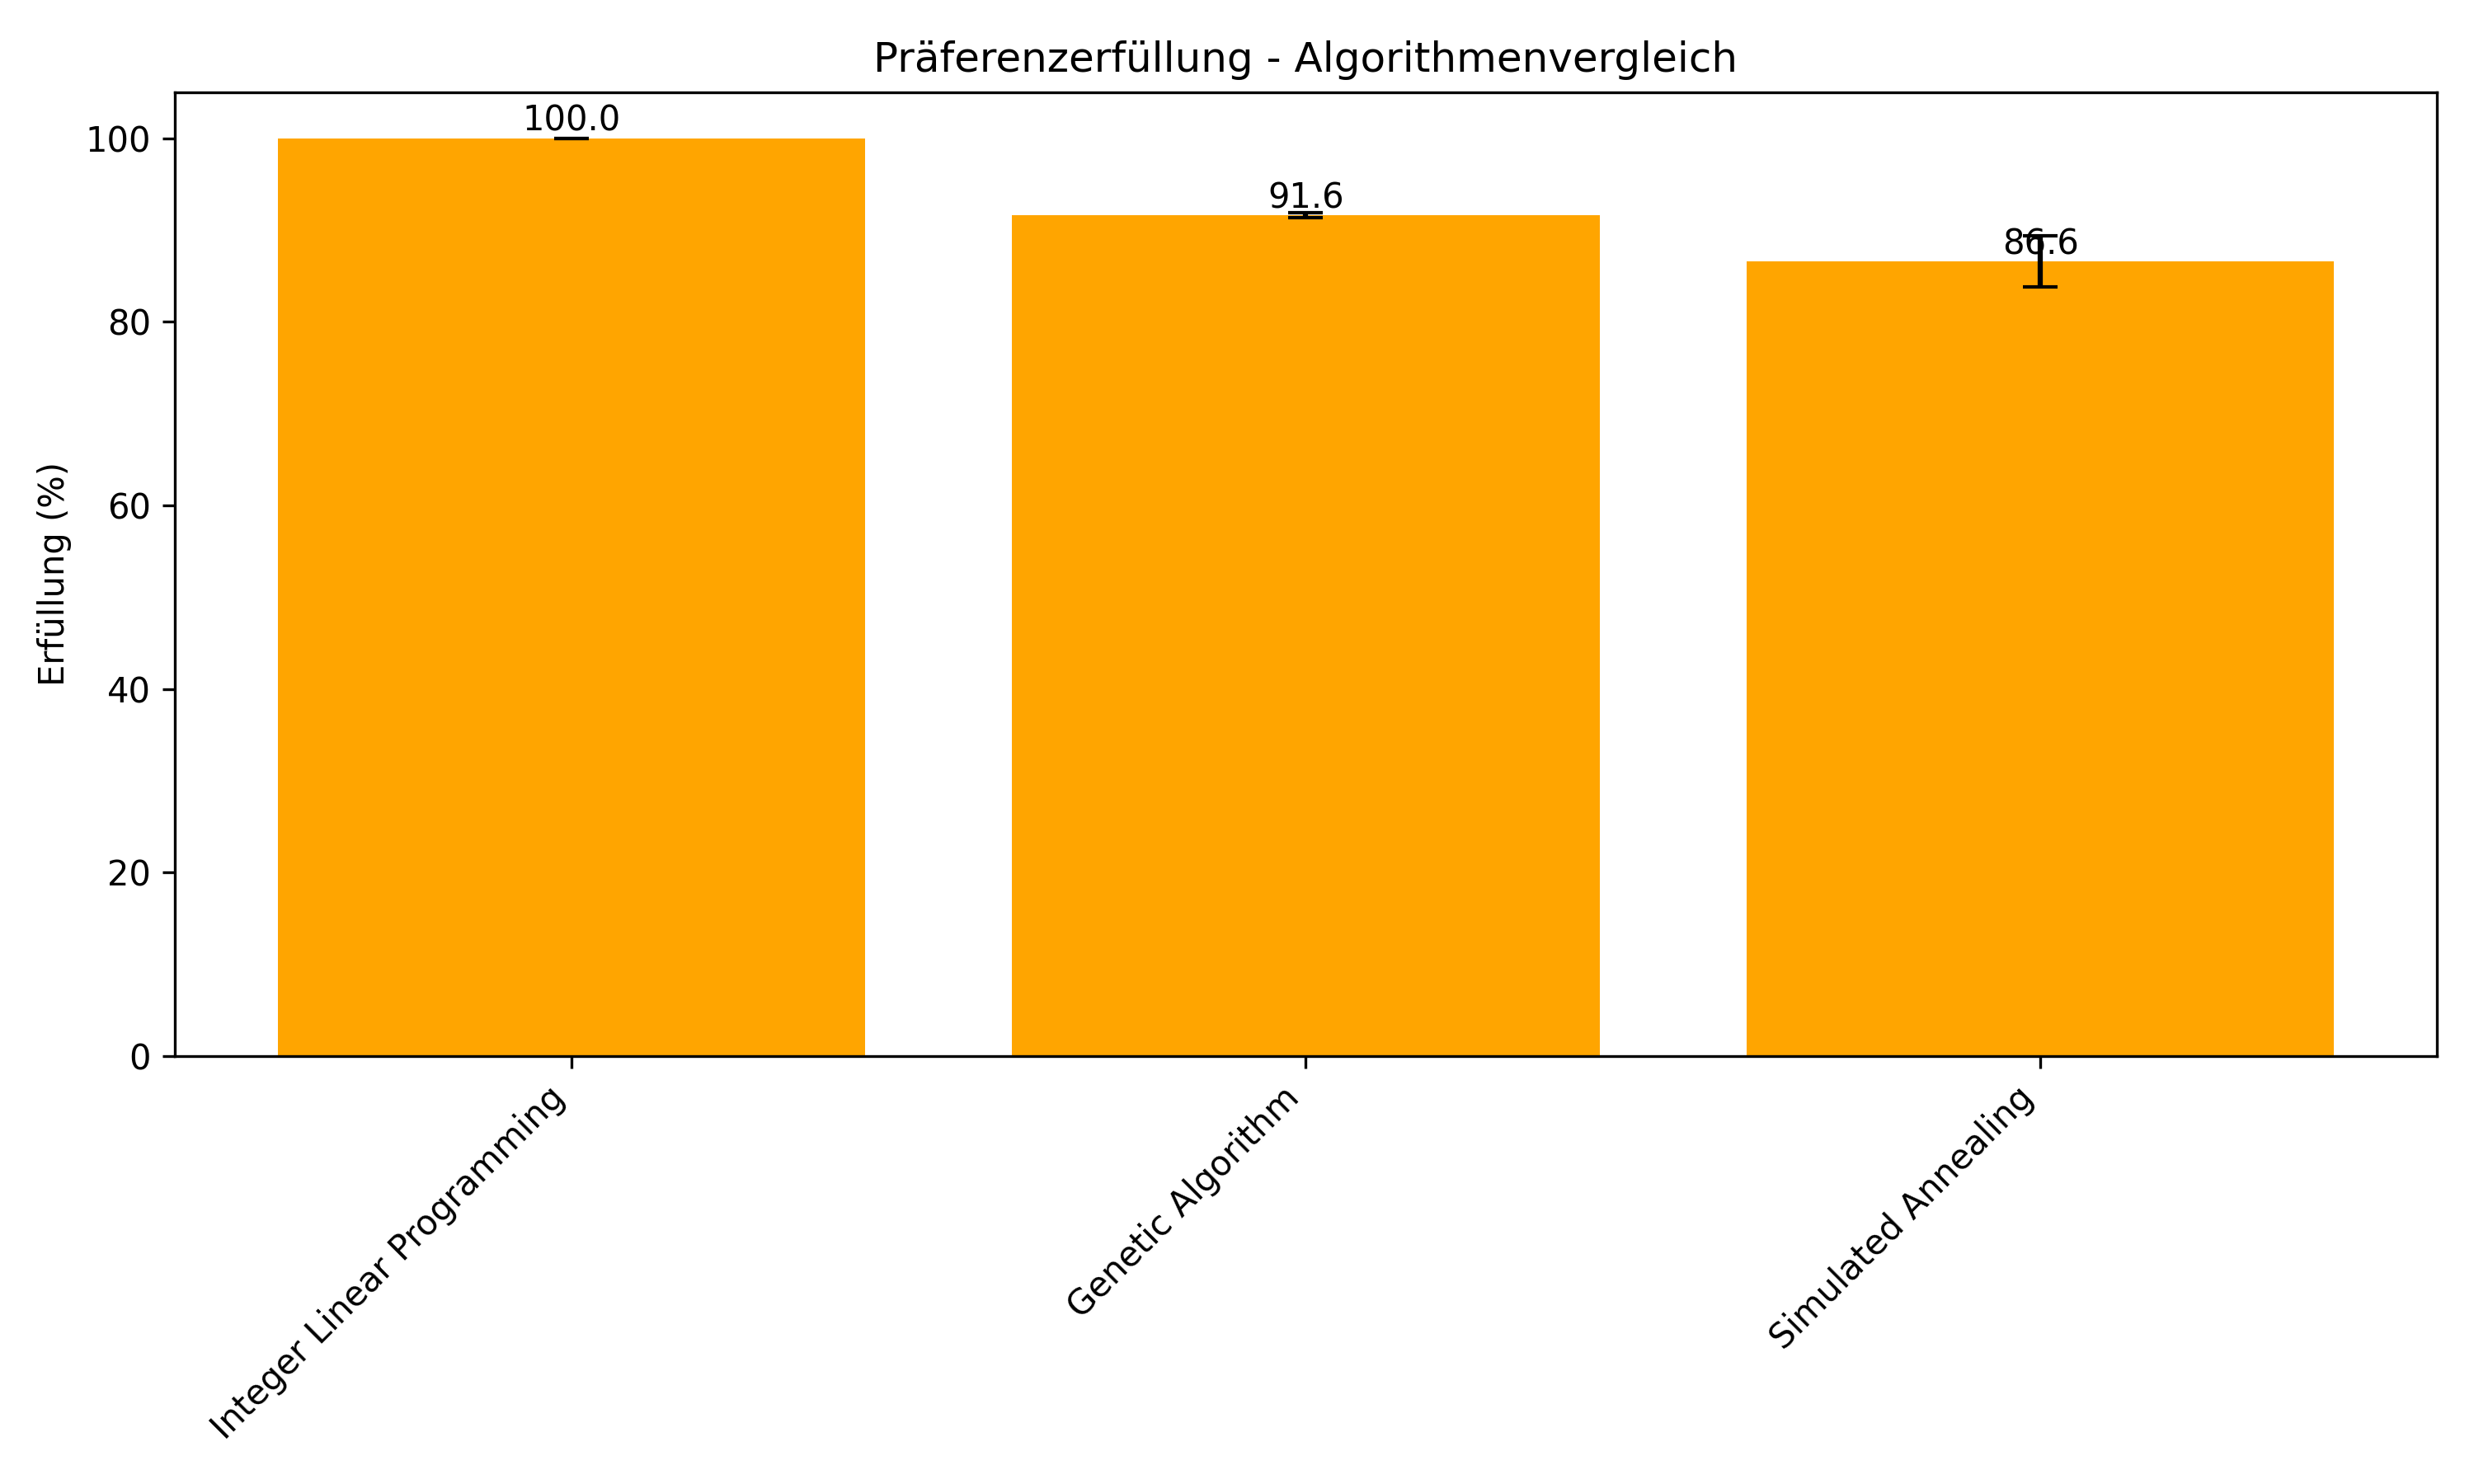 Präferenzerfüllung - Algorithmenvergleich
100.0
91.6
86.6
100
80
60
40
20
0
Erfüllung (%)
Integer Linear Programming
Genetic Algorithm
Simulated Annealing